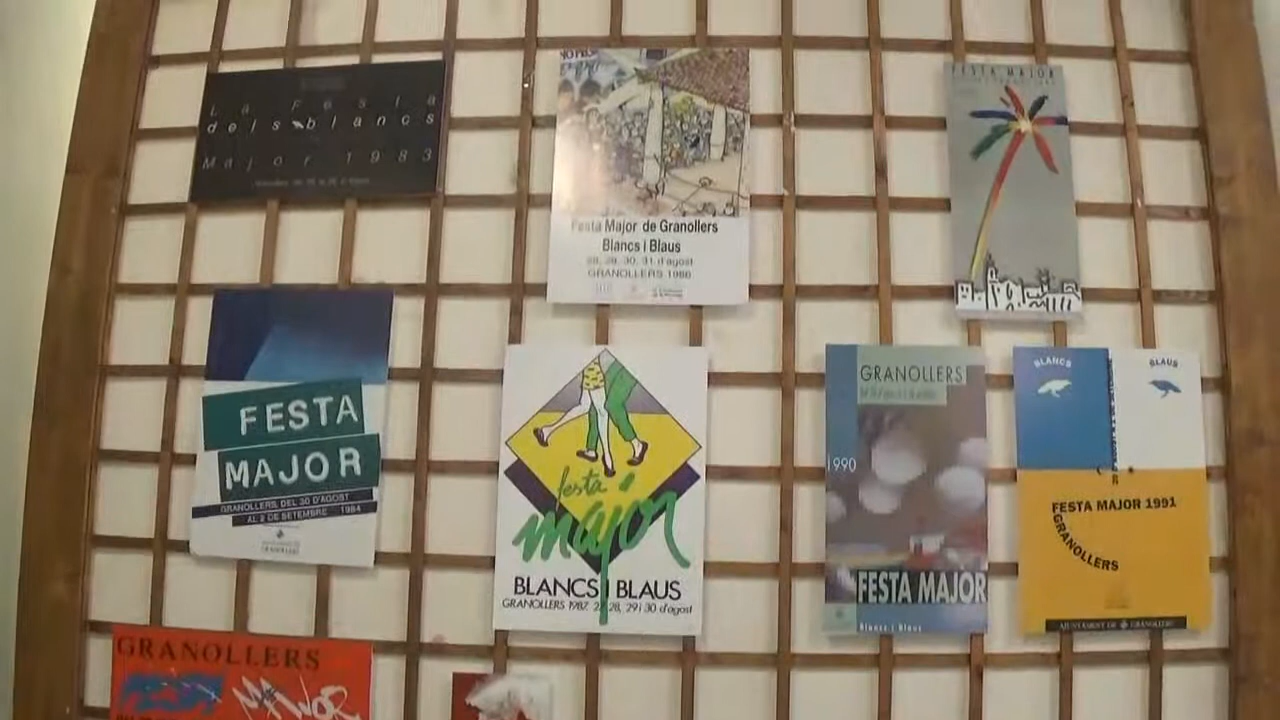 La Festa
dels blancs
Major 1983
Festa Major de Granollers
Blancs i Blaus
28, 29, 30, 31 d'agost
GRANOLLERS 1986
FESTA MAJOR
FESTA
MAJOR
GRANOLLERS DEL 30 D'AGOST
AL 2 DE SETEMBRE 1984
festa
major
BLANCS I BLAUS
GRANOLLERS 1987, 27, 28, 29 i 30 d'agost
GRANOLLERS
1990
FESTA MAJOR
Blancs i Blaus
BLANCS
BLAUS
FESTA MAJOR 1991
GRANOLLERS
AJUNTAMENT DE GRANOLLERS
GRANOLLERS
FESTA
MAJOR